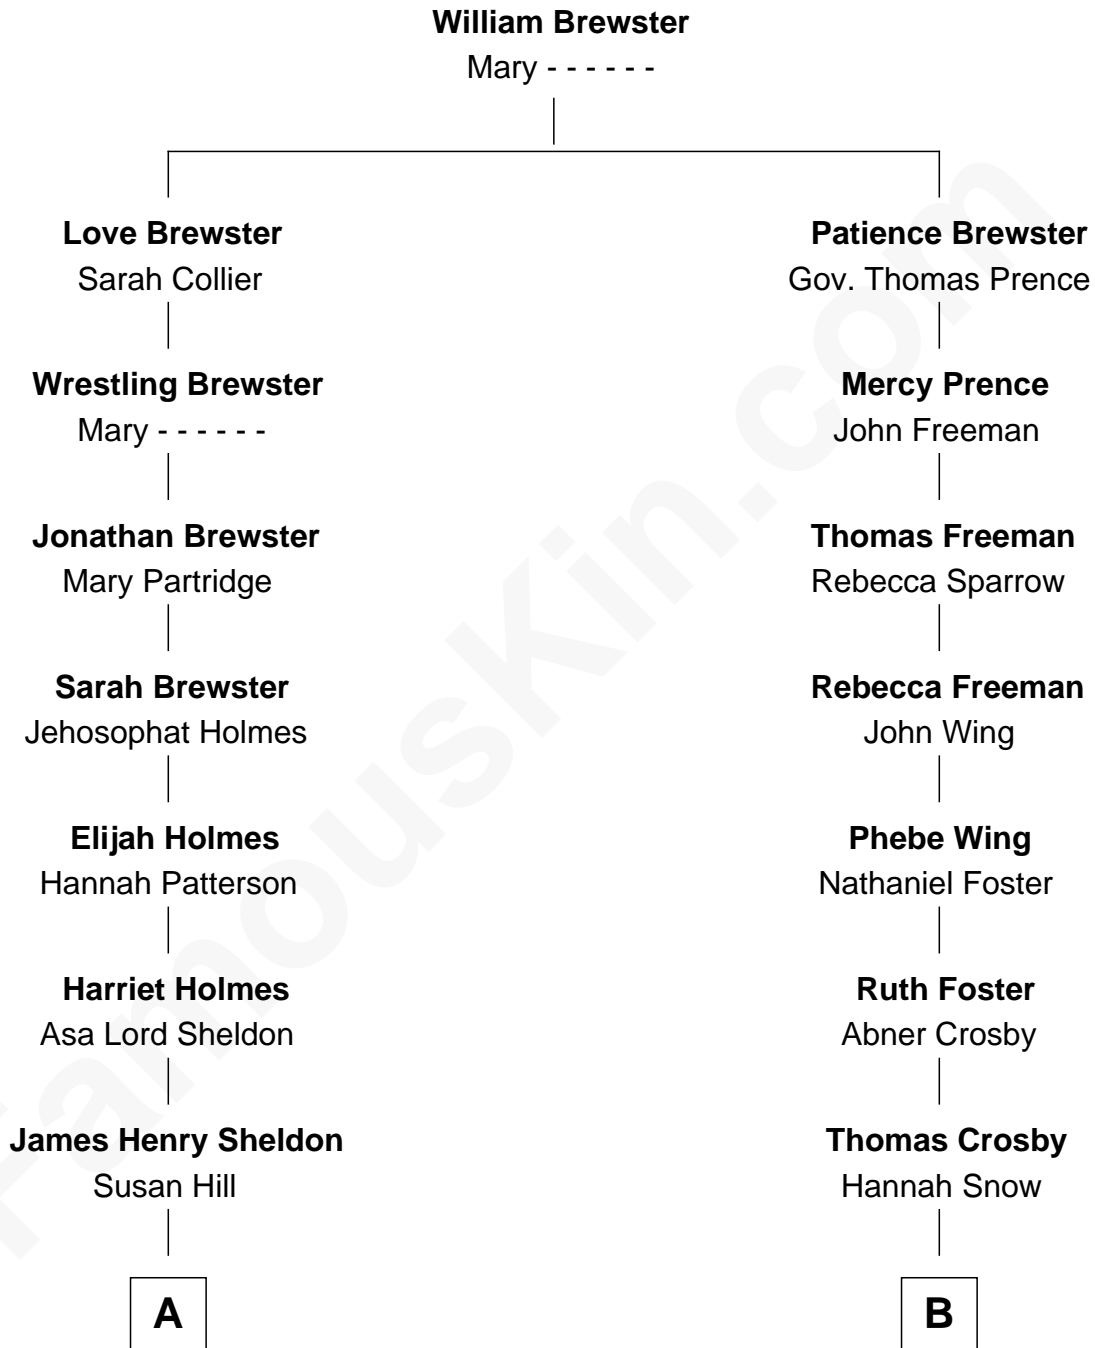 William Brewster
Mary - - - - - -
Love Brewster
Sarah Collier
Wrestling Brewster
Mary - - - - - -
Jonathan Brewster
Mary Partridge
Sarah Brewster
Jehosophat Holmes
Elijah Holmes
Hannah Patterson
Harriet Holmes
Asa Lord Sheldon
James Henry Sheldon
Susan Hill
A
Patience Brewster
Gov. Thomas Prence
Mercy Prence
John Freeman
Thomas Freeman
Rebecca Sparrow
Rebecca Freeman
John Wing
Phebe Wing
Nathaniel Foster
Ruth Foster
Abner Crosby
Thomas Crosby
Hannah Snow
B
FamousKin.com